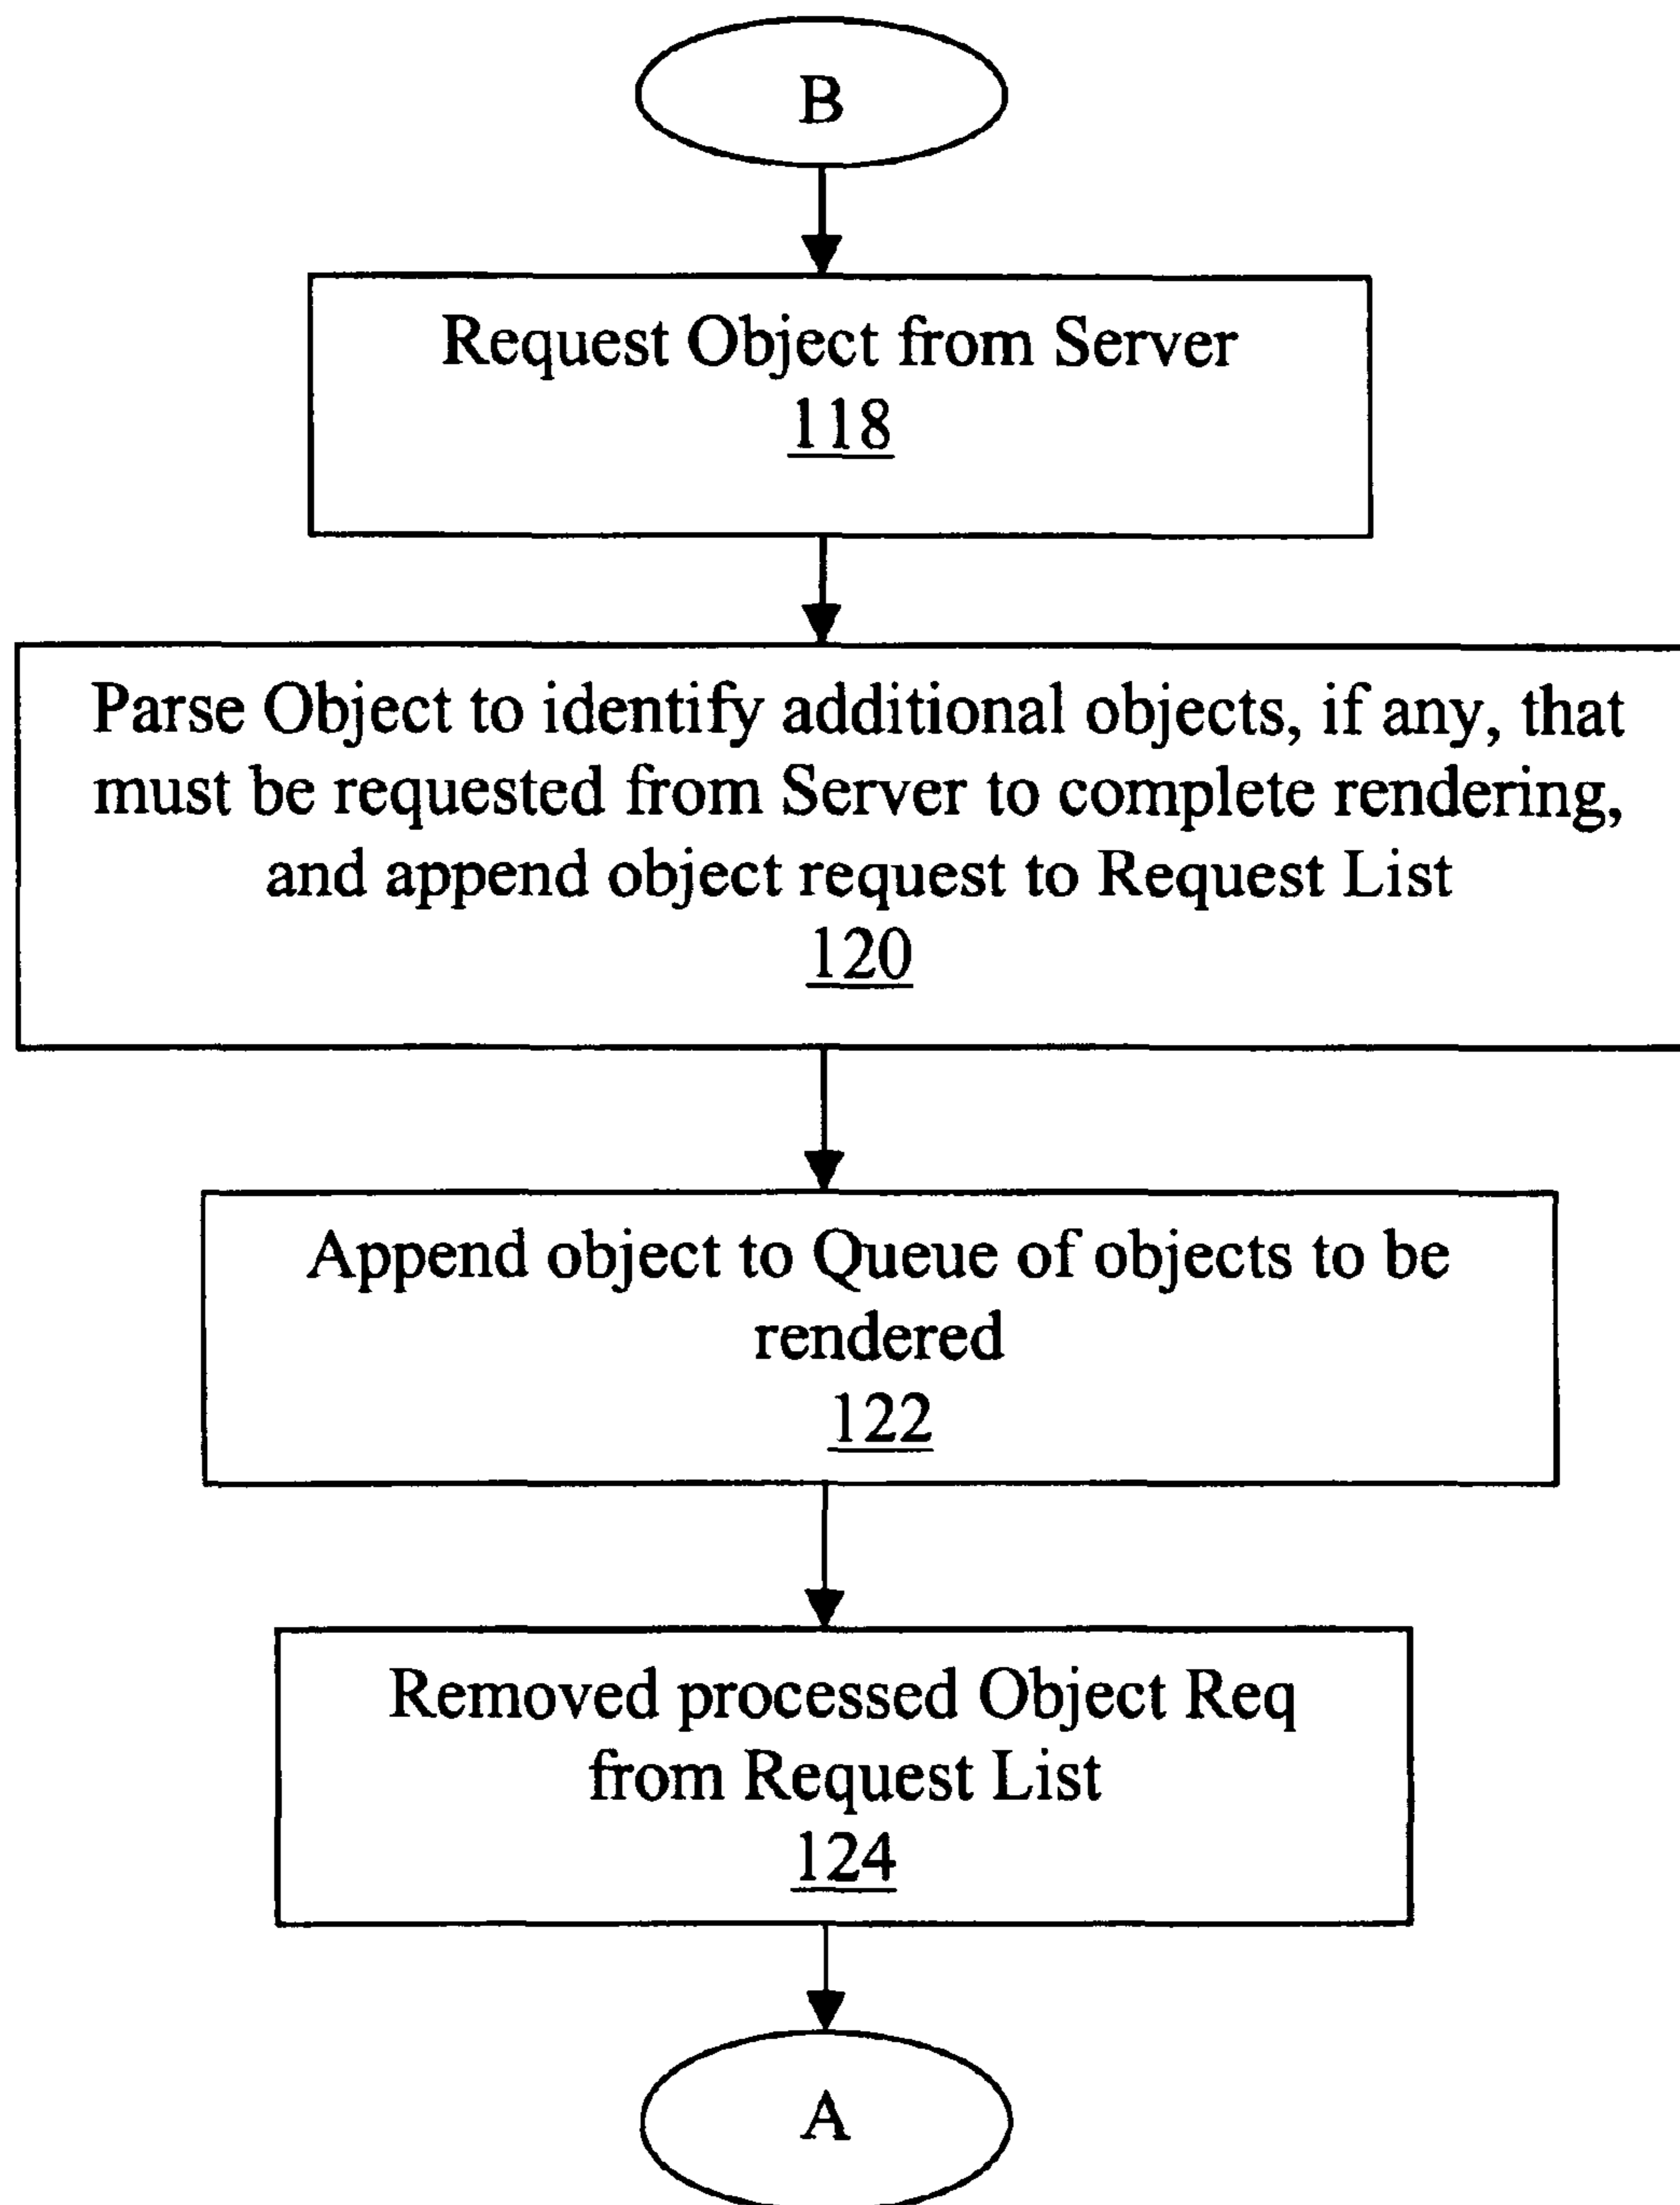 B
Request Object from Server
118
Parse Object to identify additional objects, if any, that
must be requested from Server to complete rendering,
and append object request to Request List
120
Append object to Queue of objects to be
rendered
122
Removed processed Object Req
from Request List
124
A